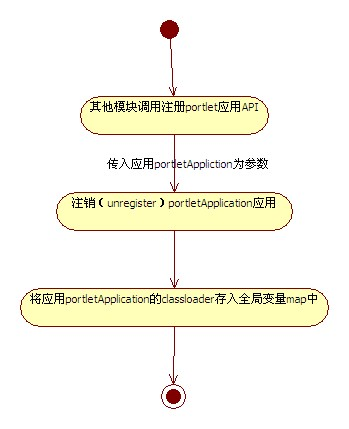 其他模块调用注册portlet应用API
传入应用portletAppliction为参数
注销（unregister）portletApplication应用
将应用portletApplication的classloader存入全局变量map中